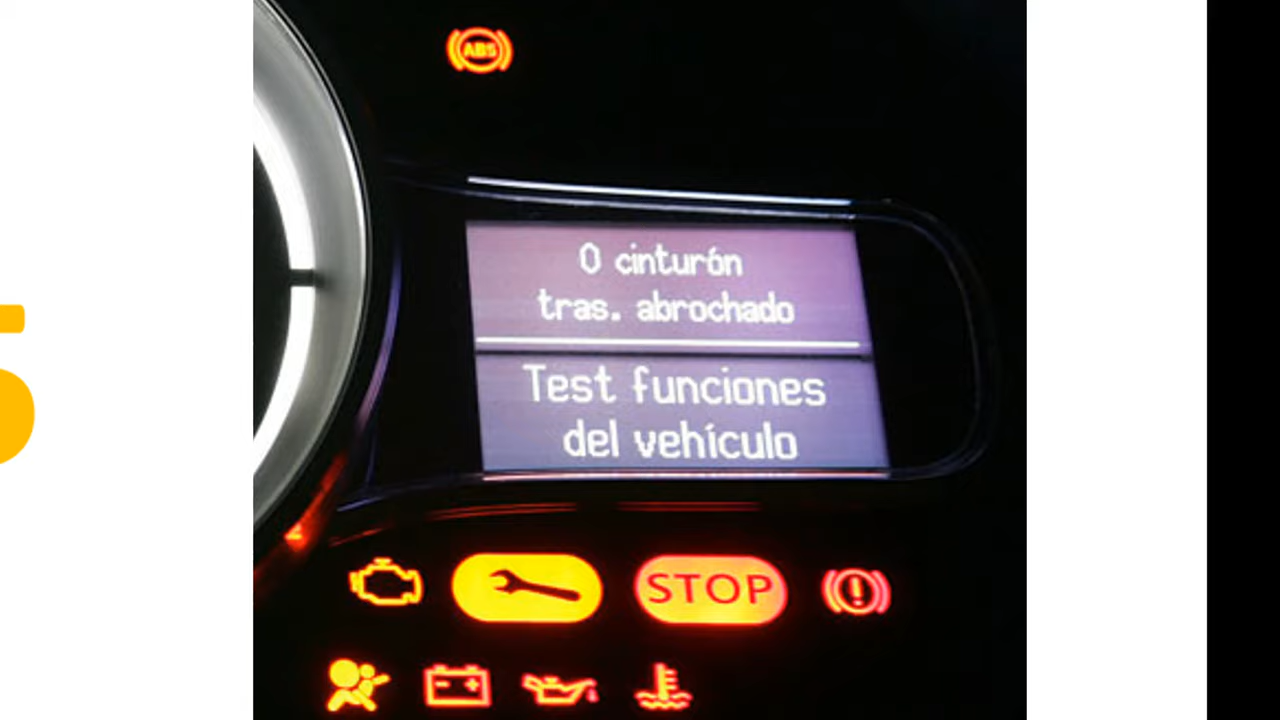 ABS
0 cinturón
tras. abrochado
Test funciones
del vehículo
STOP